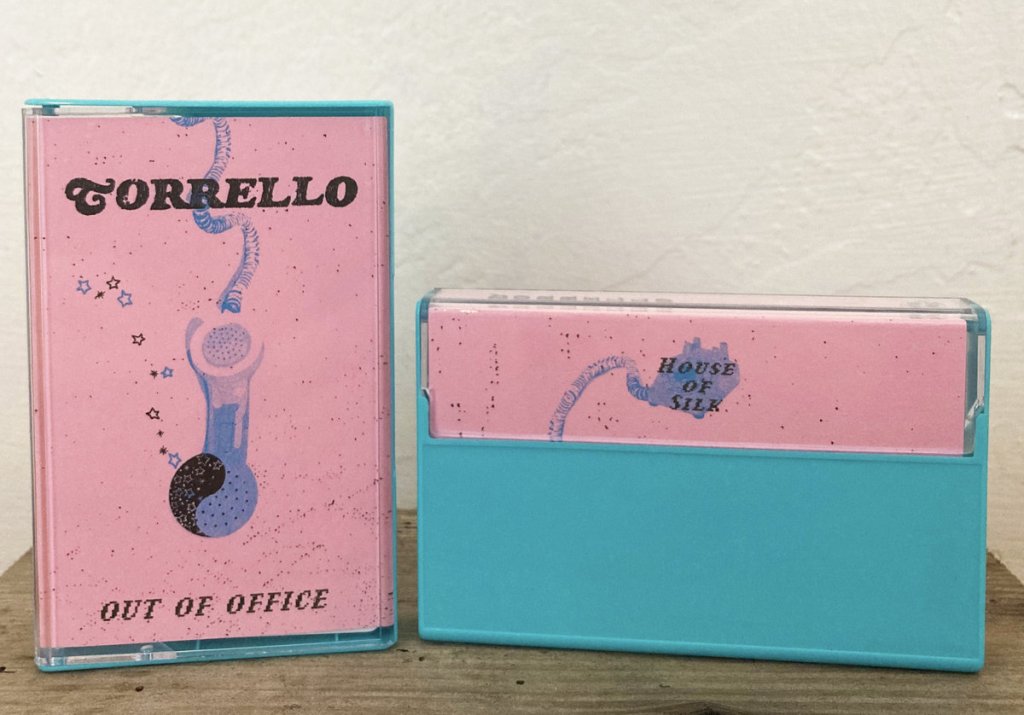 TORRELLO
OUT OF OFFICE
HOUSE
OF
SILK